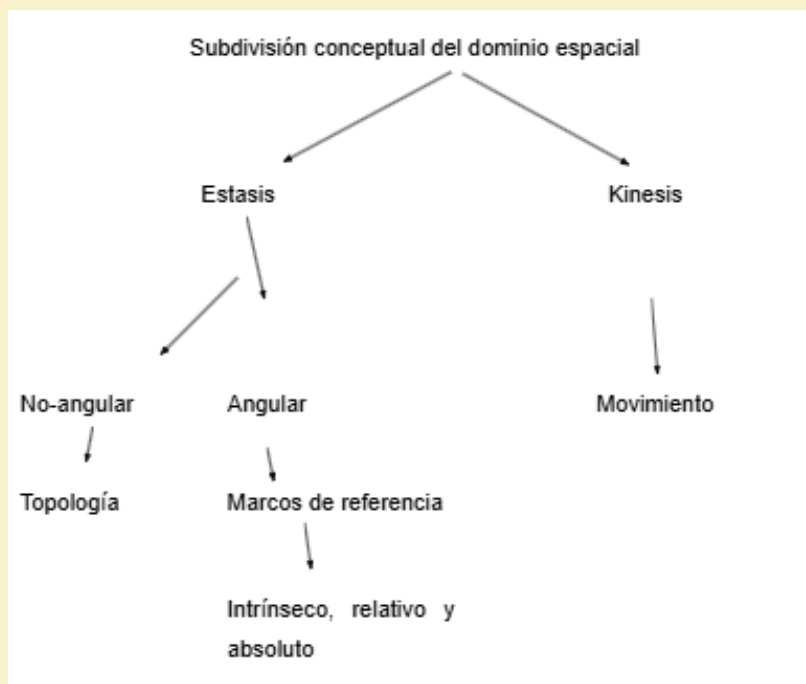 Subdivisión conceptual del dominio espacial
Estasis
Kinesis
No-angular
Angular
Movimiento
Topología
Marcos de referencia
Intrínseco, relativo y
absoluto